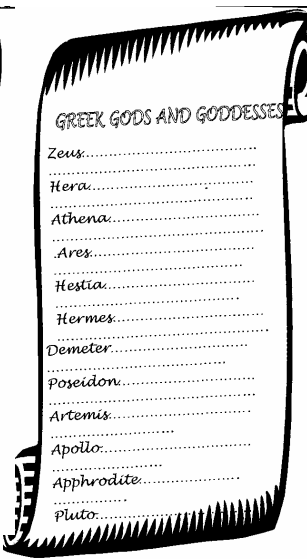 GREEK GODS AND GODDESSES
Zeus..........................................
..................................................
Hera.......................................
.................................................
Athena....................................
....................................................
Ares.......................................
..............................................
Hestia....................................
.............................................
Hermes...................................
....................................................
Demeter.................................
...........................................
Poseidon................................
..................................................
Artemis...................................
..............................
Apollo....................................
..........................
Apphrodite........................
.................
Pluto......................................